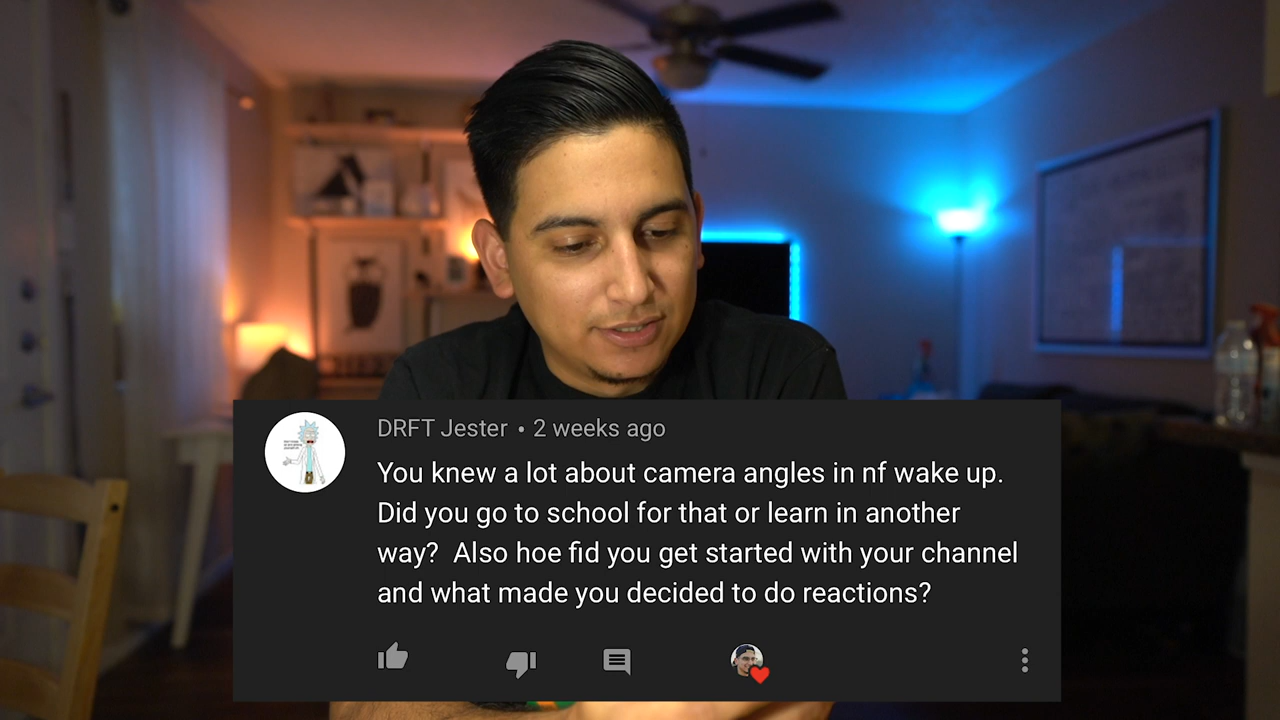 DRFT Jester • 2 weeks ago
You knew a lot about camera angles in nf wake up.
Did you go to school for that or learn in another
way?  Also hoe fid you get started with your channel
and what made you decided to do reactions?